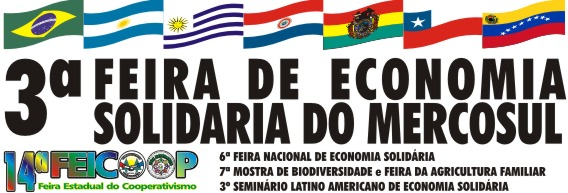 3ª FEIRA DE ECONOMIA
SOLIDARIA DO MERCOSUL
14ª FEICOOP
Feira Estadual do Cooperativismo
6ª FEIRA NACIONAL DE ECONOMIA SOLIDÁRIA
7ª MOSTRA DE BIODIVERSIDADE e FEIRA DA AGRICULTURA FAMILIAR
3º SEMINÁRIO LATINO AMERICANO DE ECONOMIA SOLIDÁRIA